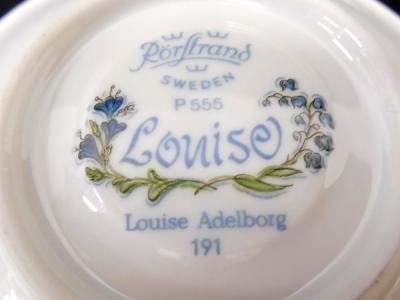 Rörstrand
SWEDEN
P 555
Louise
Louise Adelborg
191